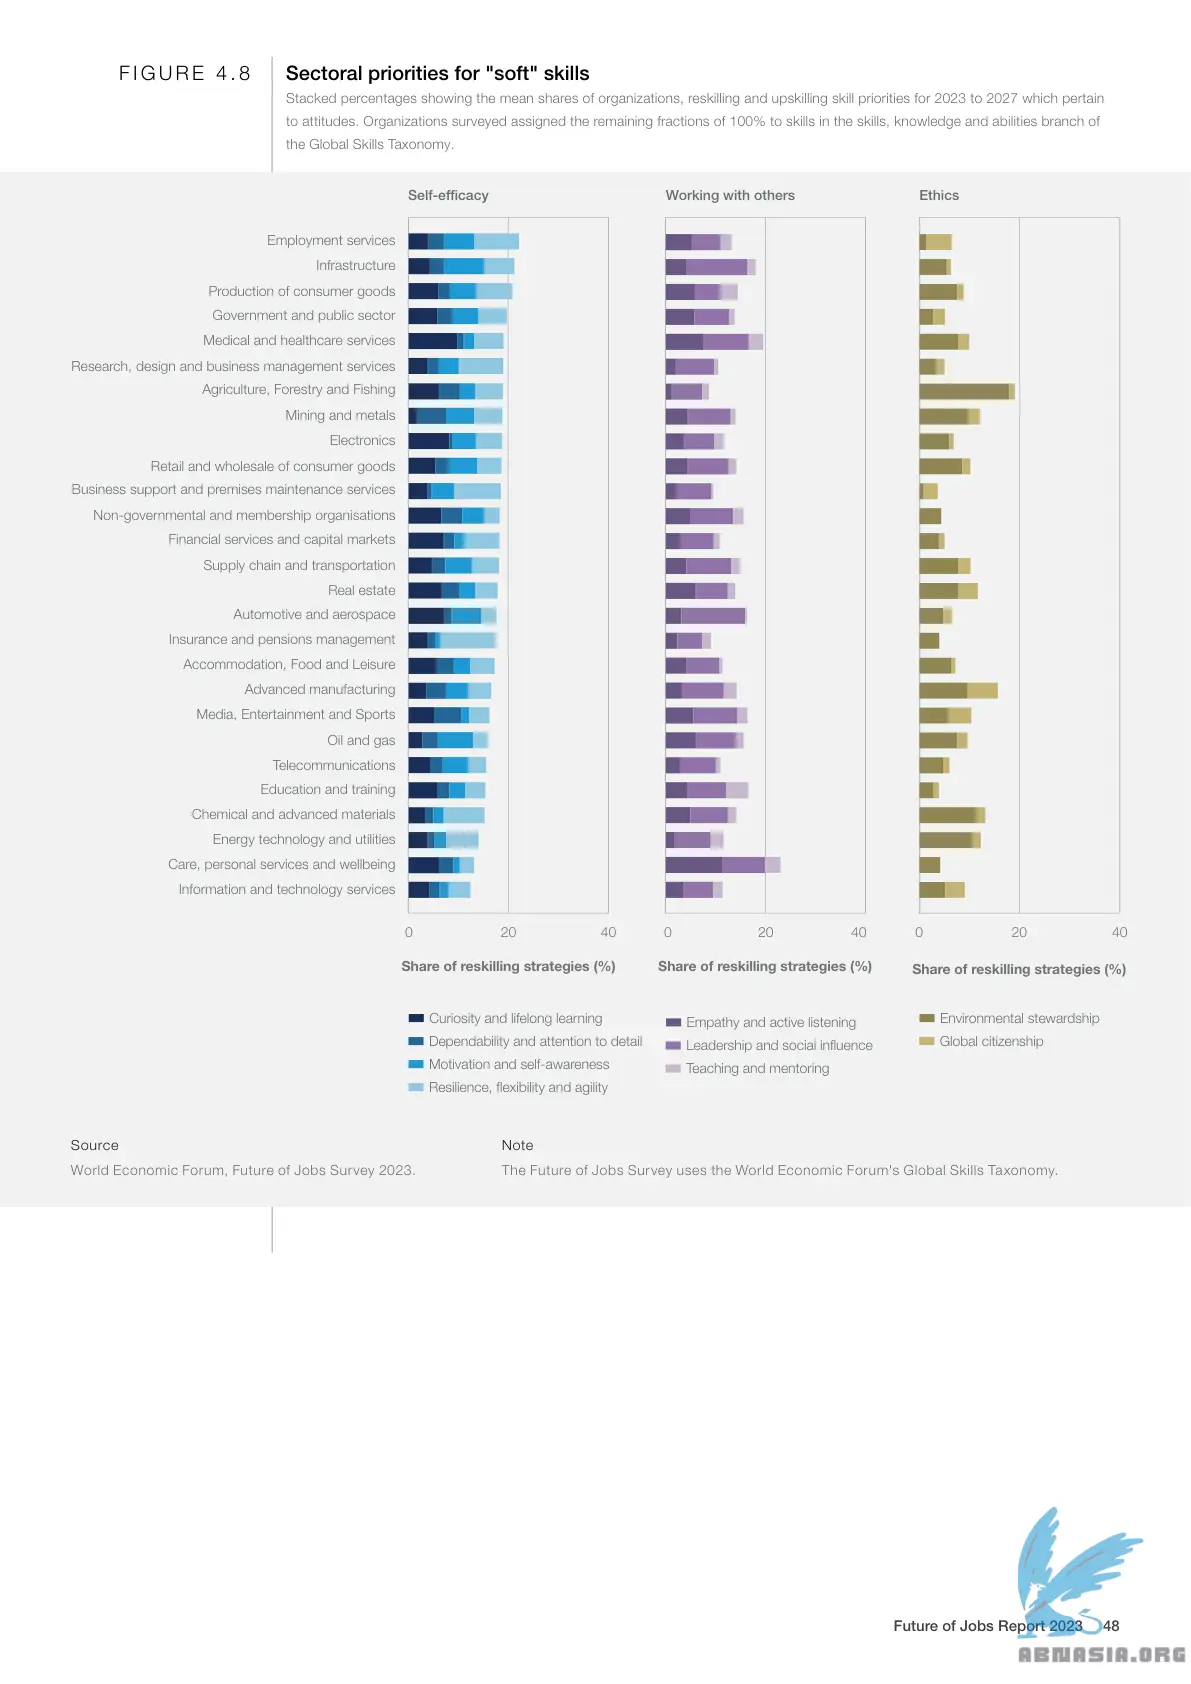 FIGURE 4.8
Sectoral priorities for "soft" skills
Stacked percentages showing the mean shares of organizations, reskilling and upskilling skill priorities for 2023 to 2027 which pertain
to attitudes. Organizations surveyed assigned the remaining fractions of 100% to skills in the skills, knowledge and abilities branch of
the Global Skills Taxonomy.
Self-efficacy
Working with others
Ethics
Employment services
Infrastructure
Production of consumer goods
Government and public sector
Medical and healthcare services
Research, design and business management services
Agriculture, Forestry and Fishing
Mining and metals
Electronics
Retail and wholesale of consumer goods
Business support and premises maintenance services
Non-governmental and membership organisations
Financial services and capital markets
Supply chain and transportation
Real estate
Automotive and aerospace
Insurance and pensions management
Accommodation, Food and Leisure
Advanced manufacturing
Media, Entertainment and Sports
Oil and gas
Telecommunications
Education and training
Chemical and advanced materials
Energy technology and utilities
Care, personal services and wellbeing
Information and technology services
0 20 40
0 20 40
0 20 40
Share of reskilling strategies (%)
Share of reskilling strategies (%)
Share of reskilling strategies (%)
Curiosity and lifelong learning
Dependability and attention to detail
Motivation and self-awareness
Resilience, flexibility and agility
Empathy and active listening
Leadership and social influence
Teaching and mentoring
Environmental stewardship
Global citizenship
Source
World Economic Forum, Future of Jobs Survey 2023.
Note
The Future of Jobs Survey uses the World Economic Forum's Global Skills Taxonomy.
Future of Jobs Report 2023 48
ABNASIA.ORG